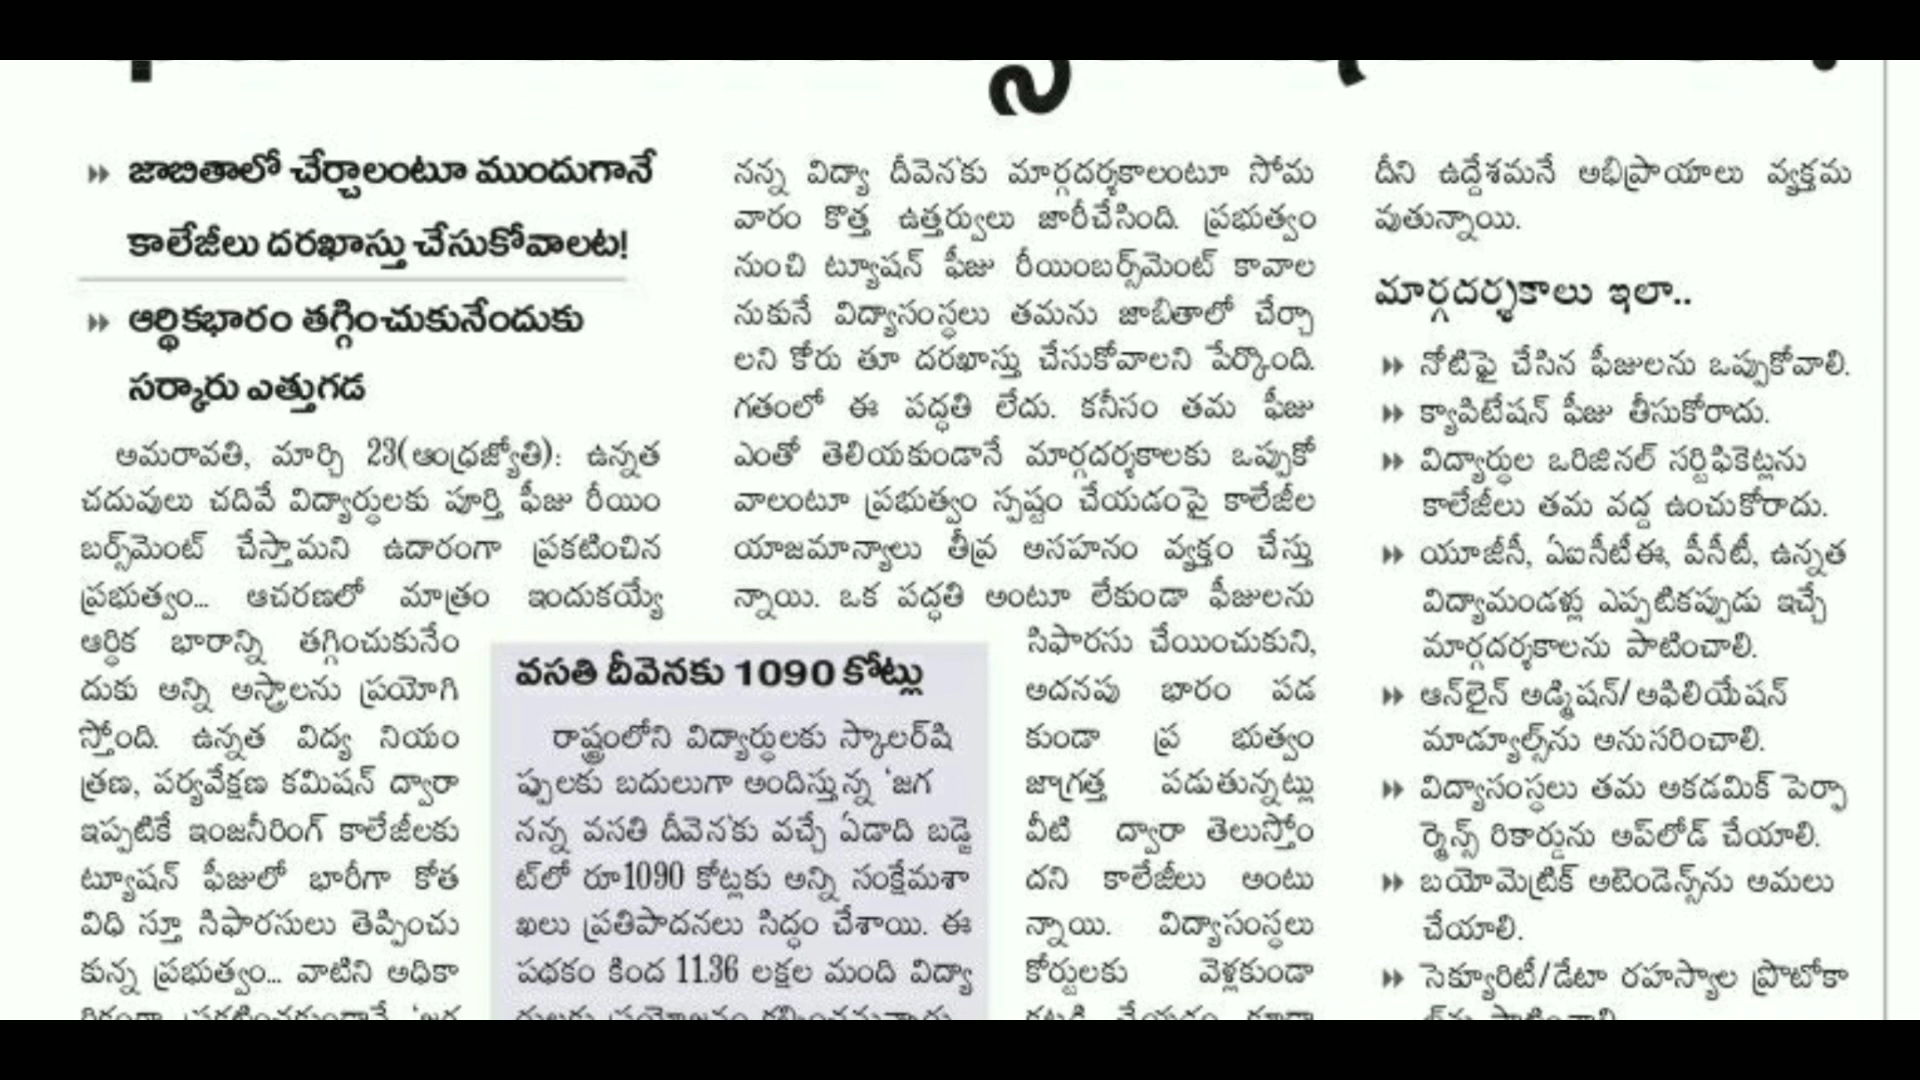 జాబితాలో చేర్చాలంటూ ముందుగానే
కాలేజీలు దరఖాస్తు చేసుకోవాలట!
ఆర్థికభారం తగ్గించుకునేందుకు
సర్కారు ఎత్తుగడ
అమరావతి, మార్చి 23(ఆంధ్రజ్యోతి): ఉన్నత
చదువులు చదివే విద్యార్థులకు పూర్తి ఫీజు రీయిం
బర్స్‌మెంట్ చేస్తామని ఉదారంగా ప్రకటించిన
ప్రభుత్వం... ఆచరణలో మాత్రం ఇందుకయ్యే
ఆర్థిక భారాన్ని తగ్గించుకునేం
దుకు అన్ని అస్త్రాలను ప్రయోగి
స్తోంది. ఉన్నత విద్య నియం
త్రణ, పర్యవేక్షణ కమిషన్ ద్వారా
ఇప్పటికే ఇంజనీరింగ్ కాలేజీలకు
ట్యూషన్ ఫీజులో భారీగా కోత
విధి స్తూ సిఫారసులు తెప్పించు
కున్న ప్రభుత్వం... వాటిని అధికా
వసతి దీవెనకు 1090 కోట్లు
రాష్ట్రంలోని విద్యార్థులకు స్కాలర్‌షి
ప్పులకు బదులుగా అందిస్తున్న ‘జగ
నన్న వసతి దీవెన’కు వచ్చే ఏడాది బడ్జె
ట్‌లో రూ1090 కోట్లకు అన్ని సంక్షేమశా
ఖలు ప్రతిపాదనలు సిద్ధం చేశాయి. ఈ
పథకం కింద 11.36 లక్షల మంది విద్యా
నన్న విద్యా దీవెన’కు మార్గదర్శకాలంటూ సోమ
వారం కొత్త ఉత్తర్వులు జారీచేసింది. ప్రభుత్వం
నుంచి ట్యూషన్ ఫీజు రీయింబర్స్‌మెంట్ కావాల
నుకునే విద్యాసంస్థలు తమను జాబితాలో చేర్చా
లని కోరు తూ దరఖాస్తు చేసుకోవాలని పేర్కొంది.
గతంలో ఈ పద్ధతి లేదు. కనీసం తమ ఫీజు
ఎంతో తెలియకుండానే మార్గదర్శకాలకు ఒప్పుకో
వాలంటూ ప్రభుత్వం స్పష్టం చేయడంపై కాలేజీల
యాజమాన్యాలు తీవ్ర అసహనం వ్యక్తం చేస్తు
న్నాయి. ఒక పద్ధతి అంటూ లేకుండా ఫీజులను
సిఫారసు చేయించుకుని,
అదనపు భారం పడ
కుండా ప్ర భుత్వం
జాగ్రత్త పడుతున్నట్లు
వీటి ద్వారా తెలుస్తోం
దని కాలేజీలు అంటు
న్నాయి. విద్యాసంస్థలు
కోర్టులకు వెళ్లకుండా
దీని ఉద్దేశమనే అభిప్రాయాలు వ్యక్తమ
వుతున్నాయి.
మార్గదర్శకాలు ఇలా..
నోటిఫై చేసిన ఫీజులను ఒప్పుకోవాలి.
క్యాపిటేషన్ ఫీజు తీసుకోరాదు.
విద్యార్థుల ఒరిజినల్ సర్టిఫికెట్లను
కాలేజీలు తమ వద్ద ఉంచుకోరాదు.
యూజీసీ, ఏఐసీటీఈ, పీసీటీ, ఉన్నత
విద్యామండళ్లు ఎప్పటికప్పుడు ఇచ్చే
మార్గదర్శకాలను పాటించాలి.
ఆన్‌లైన్ అడ్మిషన్/అఫిలియేషన్
మాడ్యూల్స్‌ను అనుసరించాలి.
విద్యాసంస్థలు తమ అకడమిక్ పెర్ఫా
ర్మెన్స్ రికార్డును అప్‌లోడ్ చేయాలి.
బయోమెట్రిక్ అటెండెన్స్‌ను అమలు
చేయాలి.
సెక్యూరిటీ/డేటా రహస్యాల ప్రొటోకా